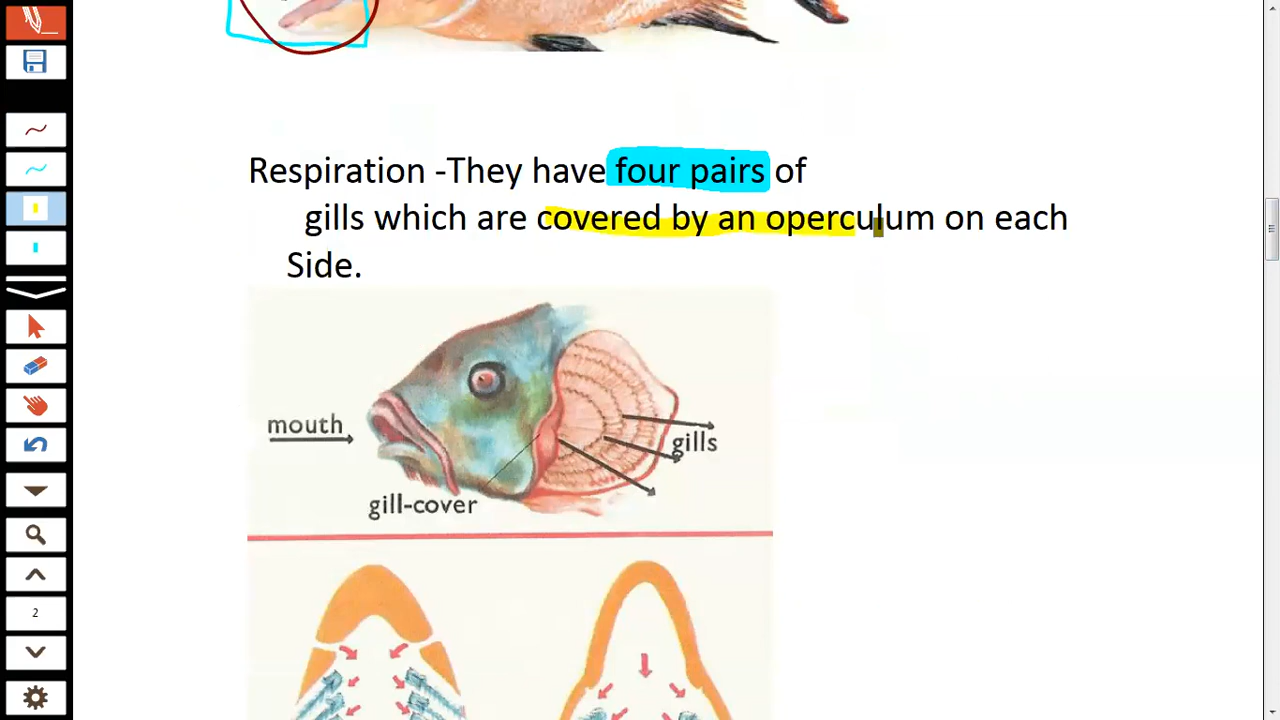 Respiration -They have four pairs of
gills which are covered by an operculum on each
Side.
mouth
gills
gill-cover
2